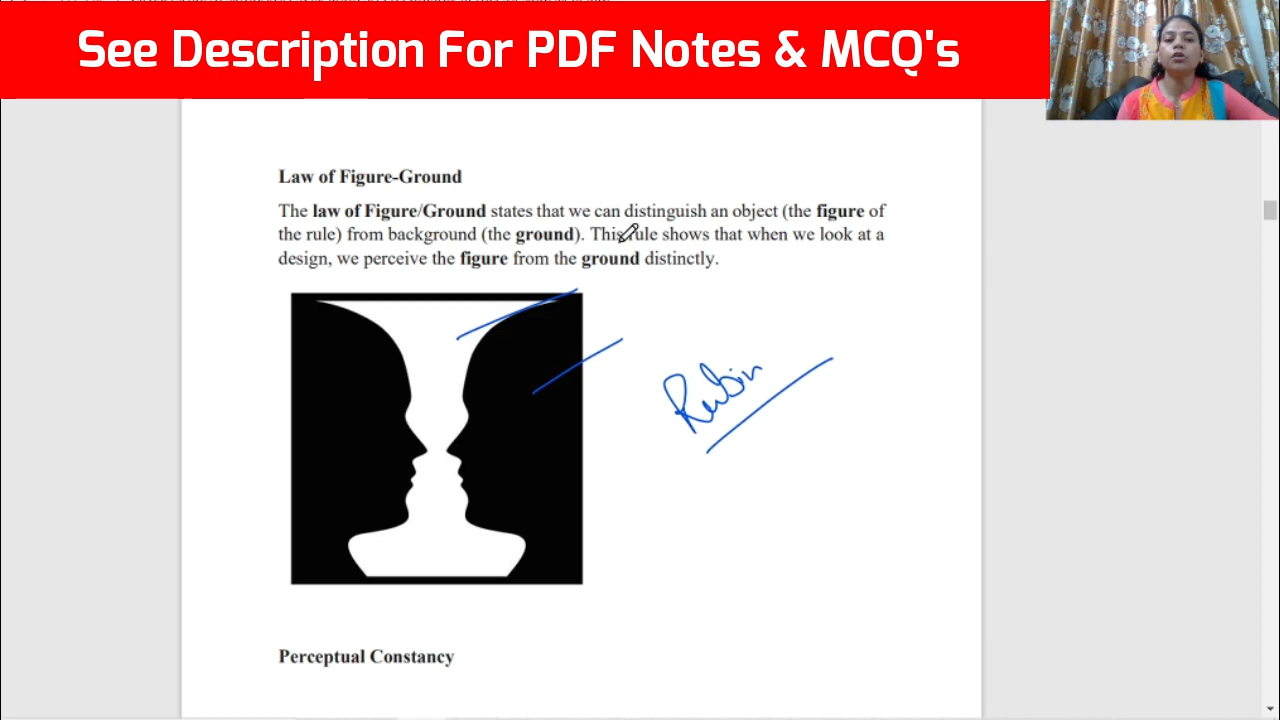 See Description For PDF Notes & MCQ's
Law of Figure-Ground
The law of Figure/Ground states that we can distinguish an object (the figure of
the rule) from background (the ground). This rule shows that when we look at a
design, we perceive the figure from the ground distinctly.
Rubin
Perceptual Constancy